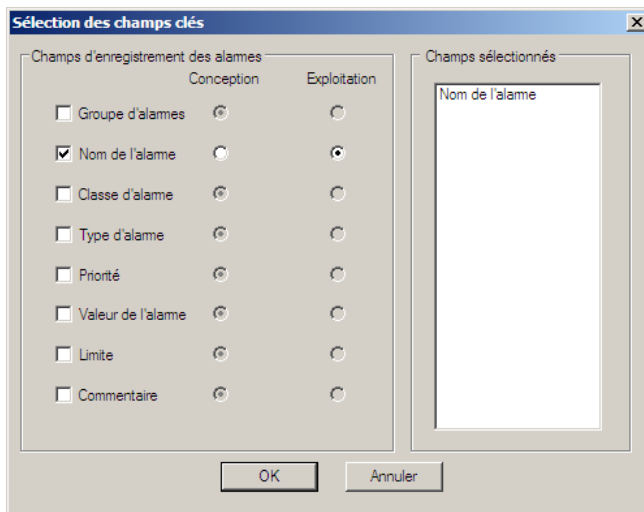 Sélection des champs clés
Champs d'enregistrement des alarmes
Conception Exploitation
Groupe d'alarmes
Nom de l'alarme
Classe d'alarme
Type d'alarme
Priorité
Valeur de l'alarme
Limite
Commentaire
Champs sélectionnés
Nom de l'alarme
OK Annuler